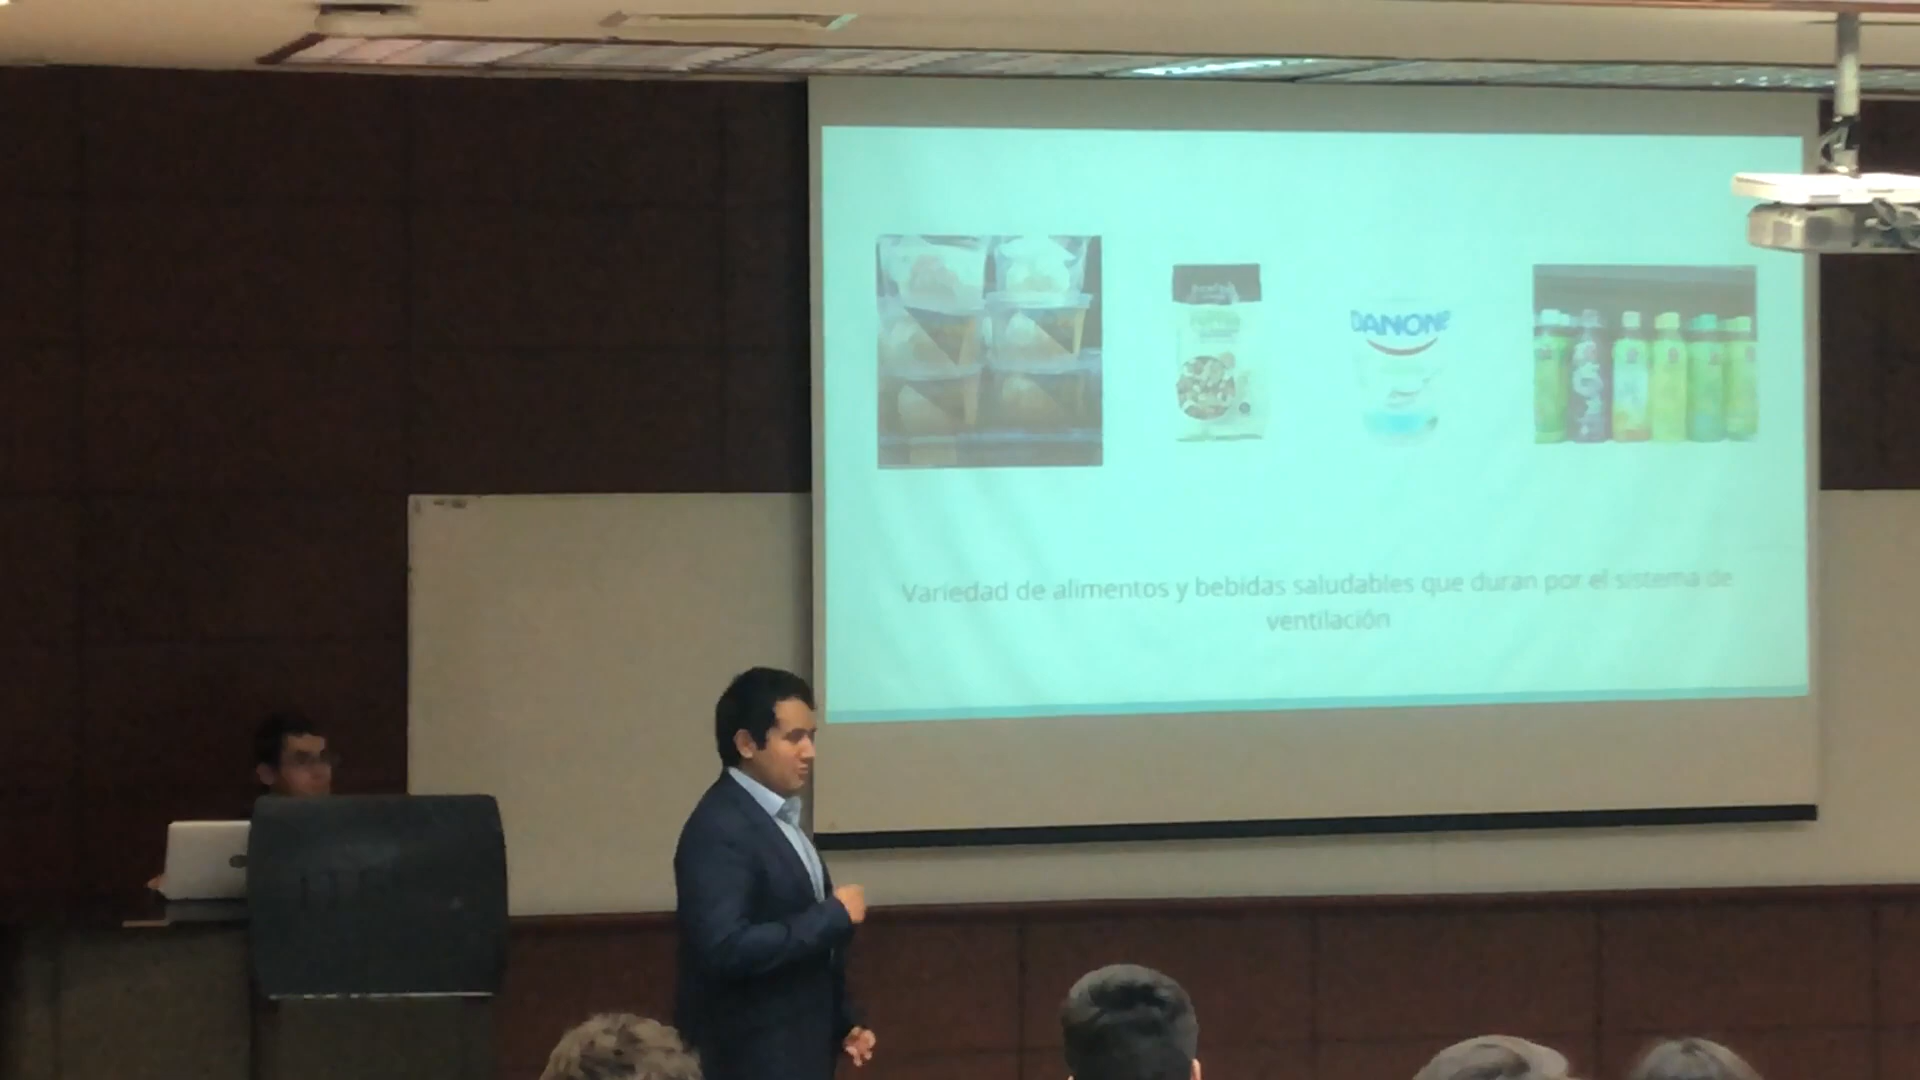 DANONE
Variedad de alimentos y bebidas saludables que duran por el sistema de
ventilación